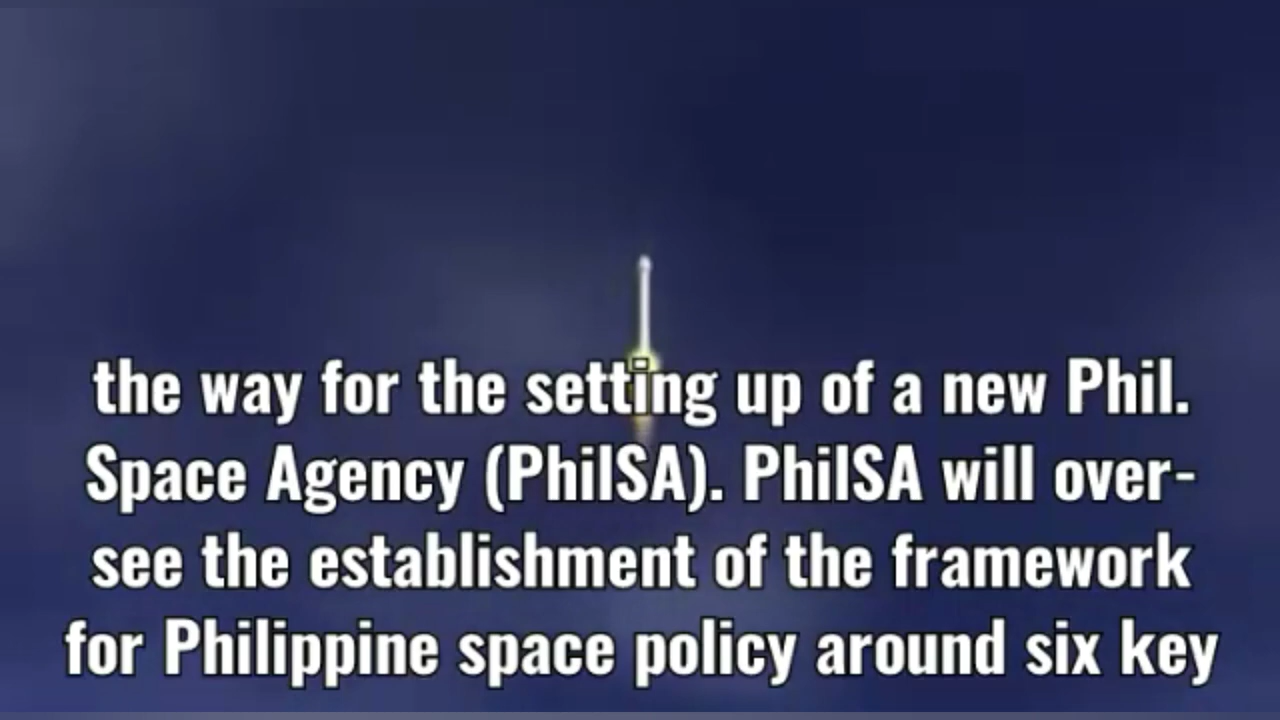 the way for the setting up of a new Phil.
Space Agency (PhilSA). PhilSA will over-
see the establishment of the framework
for Philippine space policy around six key